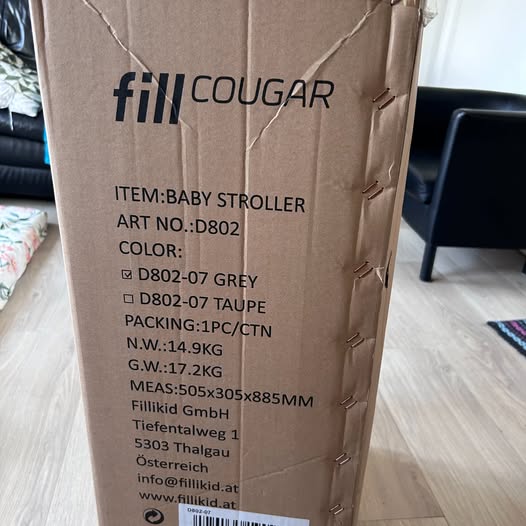 fill COUGAR
ITEM:BABY STROLLER
ART NO.:D802
COLOR:
☑ D802-07 GREY
☐ D802-07 TAUPE
PACKING:1PC/CTN
N.W.:14.9KG
G.W.:17.2KG
MEAS:505x305x885MM
Fillikid GmbH
Tiefentalweg 1
5303 Thalgau
Österreich
info@fillikid.at
www.fillikid.at
D802-07